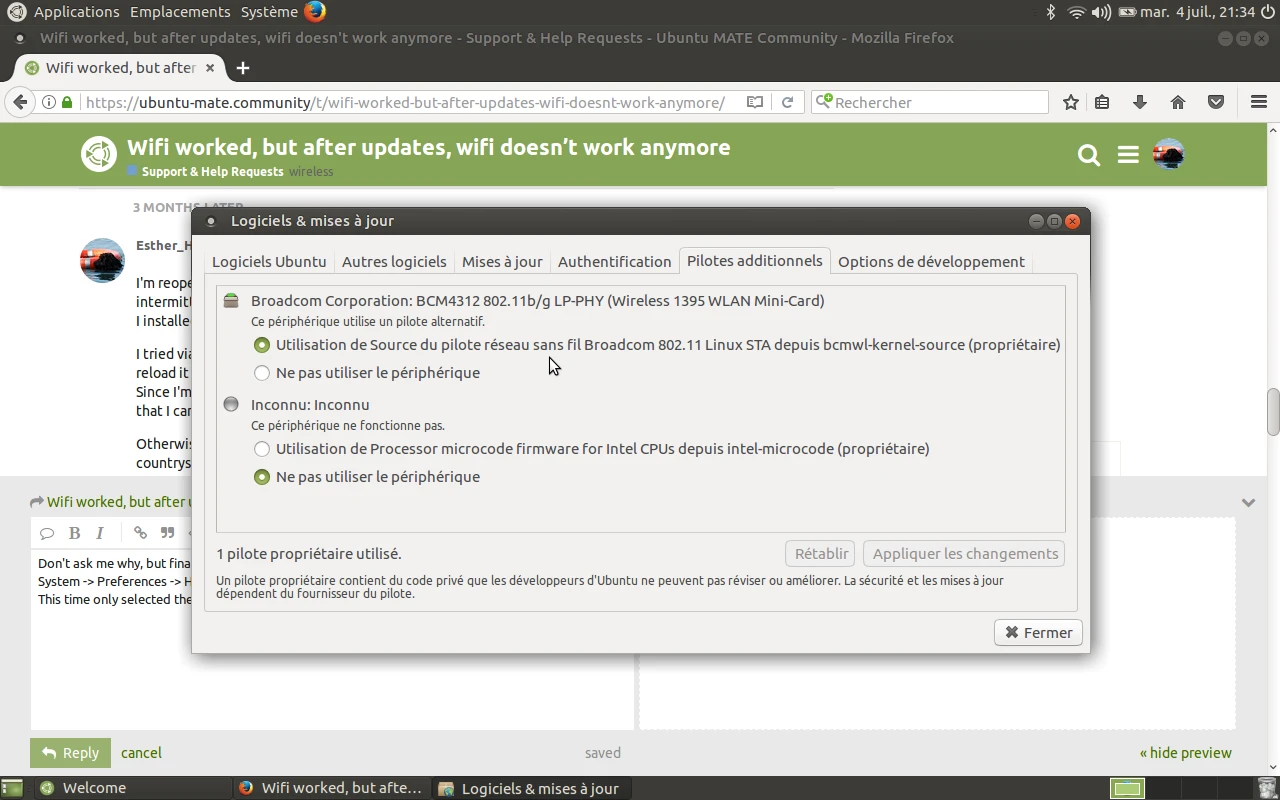 Applications Emplacements Système mar. 4 juil., 21:34
Wifi worked, but after updates, wifi doesn't work anymore - Support & Help Requests - Ubuntu MATE Community - Mozilla Firefox
Wifi worked, but after
https://ubuntu-mate.community/t/wifi-worked-but-after-updates-wifi-doesnt-work-anymore/ Rechercher
Wifi worked, but after updates, wifi doesn’t work anymore
Support & Help Requests wireless
3 MONTHS LATER
Esther_H
I'm reope
intermitt
I installe
I tried via
reload it
Since I'm
that I can
Otherwis
countrys
Logiciels & mises à jour
Logiciels Ubuntu Autres logiciels Mises à jour Authentification Pilotes additionnels Options de développement
Broadcom Corporation: BCM4312 802.11b/g LP-PHY (Wireless 1395 WLAN Mini-Card)
Ce périphérique utilise un pilote alternatif.
Utilisation de Source du pilote réseau sans fil Broadcom 802.11 Linux STA depuis bcmwl-kernel-source (propriétaire)
Ne pas utiliser le périphérique
Inconnu: Inconnu
Ce périphérique ne fonctionne pas.
Utilisation de Processor microcode firmware for Intel CPUs depuis intel-microcode (propriétaire)
Ne pas utiliser le périphérique
1 pilote propriétaire utilisé.
Rétablir Appliquer les changements
Un pilote propriétaire contient du code privé que les développeurs d'Ubuntu ne peuvent pas réviser ou améliorer. La sécurité et les mises à jour
dépendent du fournisseur du pilote.
Fermer
Wifi worked, but after u
B I
Don't ask me why, but fina
System -> Preferences -> H
This time only selected the
Reply cancel saved « hide preview
Welcome Wifi worked, but afte... Logiciels & mises à jour